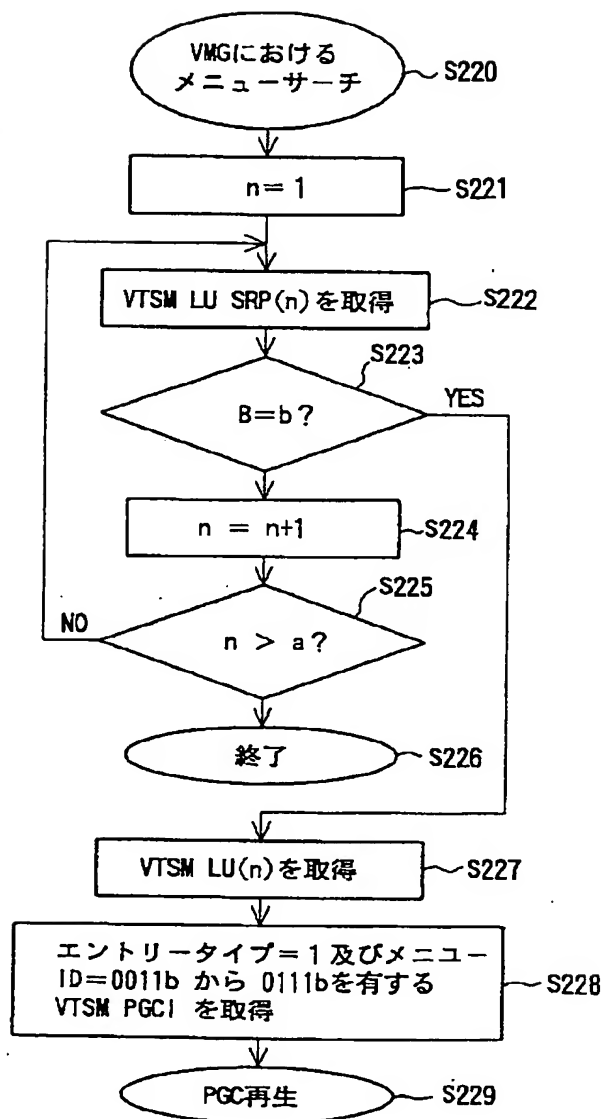 VMGにおける
メニューサーチ
S220
n= 1
S221
VTSM LU SRP(n)を取得
S222
S223
B=b?
YES
n = n+1
S224
S225
NO
n > a?
終了
S226
VTSM LU(n)を取得
S227
エントリータイプ=1 及びメニュー
ID=0011b から 0111bを有する
VTSM PGCI を取得
S228
PGC再生
S229